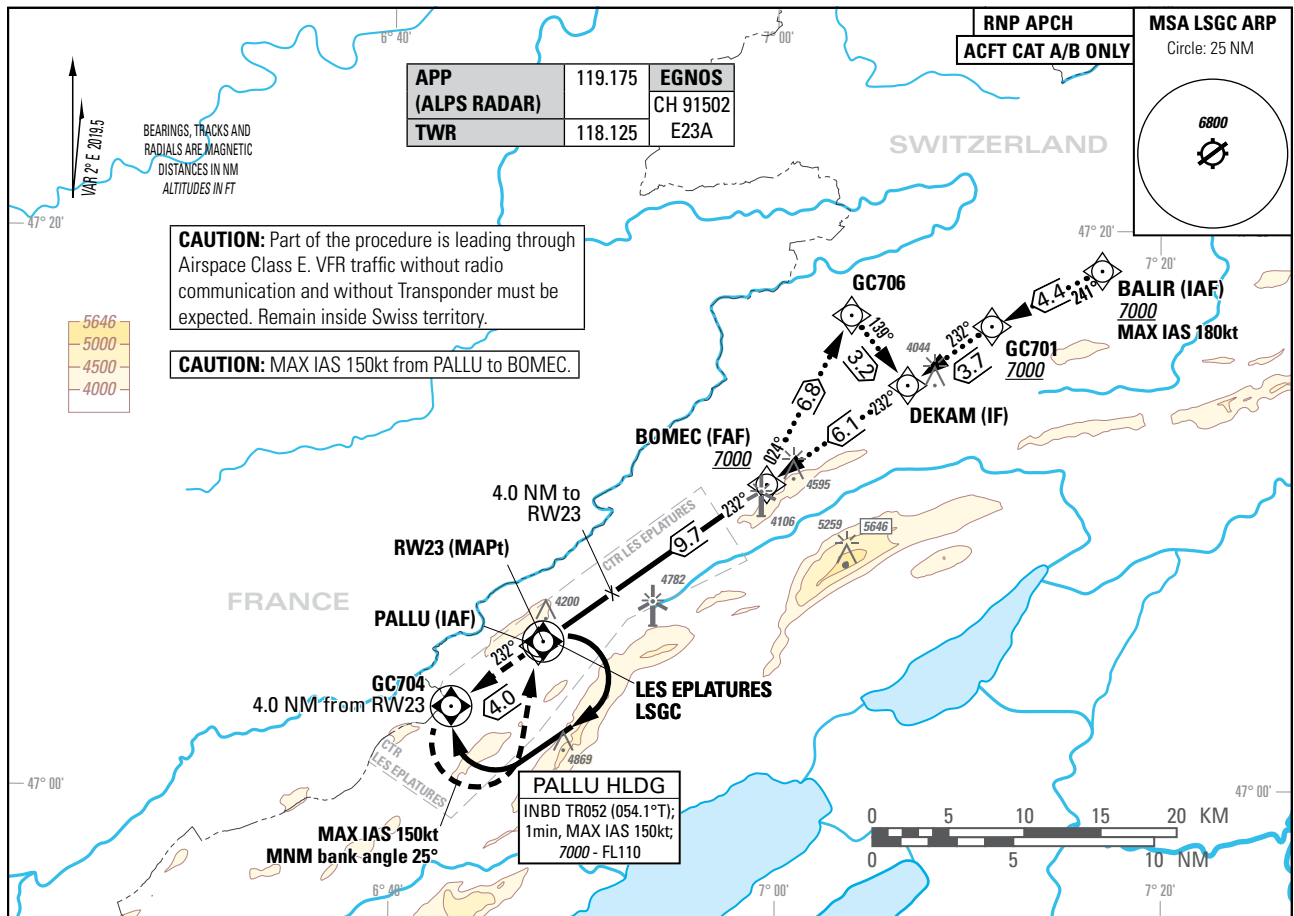 6° 40'
7° 00'
RNP APCH
ACFT CAT A/B ONLY
MSA LSGC ARP
Circle: 25 NM
6800
APP 119.175 EGNOS
(ALPS RADAR) CH 91502
TWR 118.125 E23A
VAR 2° E 2019.5
BEARINGS, TRACKS AND
RADIALS ARE MAGNETIC
DISTANCES IN NM
ALTITUDES IN FT
SWITZERLAND
47° 20'
47° 20'
7° 20'
CAUTION: Part of the procedure is leading through
Airspace Class E. VFR traffic without radio
communication and without Transponder must be
expected. Remain inside Swiss territory.
CAUTION: MAX IAS 150kt from PALLU to BOMEC.
5646
5000
4500
4000
GC706
139°
3.2
4.4
241°
BALIR (IAF)
7000
MAX IAS 180kt
232°
GC701
7000
3.7
4044
DEKAM (IF)
232°
6.1
6.8
024°
BOMEC (FAF)
7000
4595
4106
232°
9.7
5259
5646
4.0 NM to
RW23
CTR LES EPLATURES
4782
RW23 (MAPt)
FRANCE
4200
PALLU (IAF)
232°
4.0
GC704
4.0 NM from RW23
LES EPLATURES
LSGC
CTR
LES EPLATURES
4869
47° 00'
47° 00'
PALLU HLDG
INBD TR052 (054.1°T);
1min, MAX IAS 150kt;
7000 - FL110
MAX IAS 150kt
MNM bank angle 25°
0 5 10 15 20 KM
0 5 10 NM
6° 40'
7° 00'
7° 20'